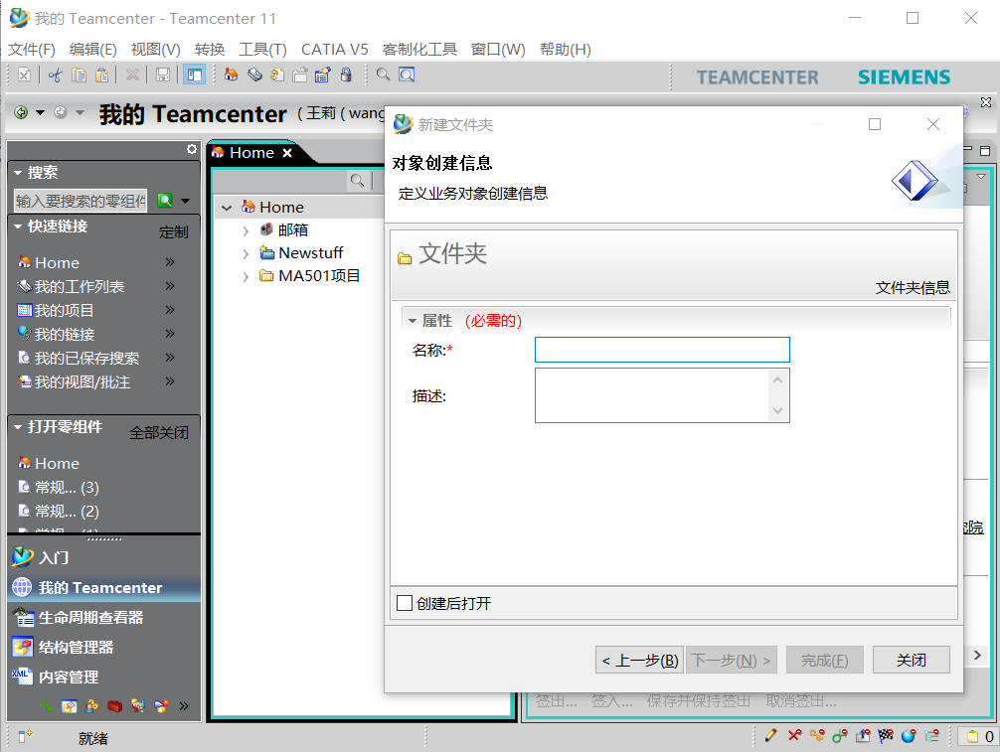 我的 Teamcenter - Teamcenter 11
文件(F) 编辑(E) 视图(V) 转换 工具(T) CATIA V5 客制化工具 窗口(W) 帮助(H)
TEAMCENTER SIEMENS
我的 Teamcenter ( 王莉 ( wang
搜索
输入要搜索的零组件
快速链接 定制
Home
我的工作列表
我的项目
我的链接
我的已保存搜索
我的视图/批注
打开零组件 全部关闭
Home
常规... (3)
常规... (2)
入门
我的 Teamcenter
生命周期查看器
结构管理器
内容管理
就绪
Home
Home
邮箱
Newstuff
MA501项目
新建文件夹
对象创建信息
定义业务对象创建信息
文件夹
文件夹信息
属性 (必需的)
名称:*
描述:
创建后打开
< 上一步(B) 下一步(N) > 完成(F) 关闭
签出... 签入... 保存并保持签出 取消签出...
0